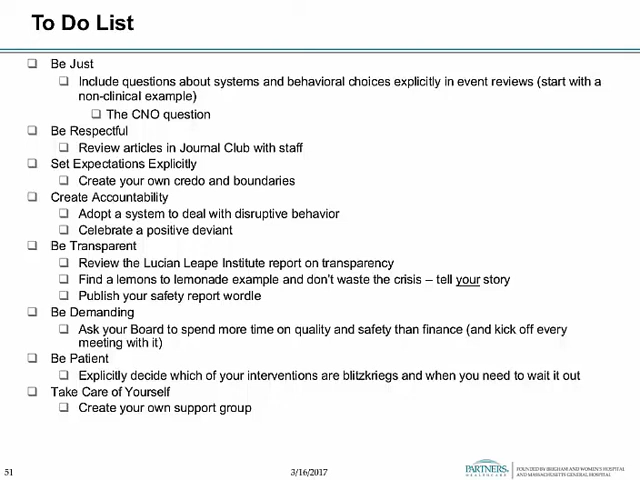 To Do List
Be Just
Include questions about systems and behavioral choices explicitly in event reviews (start with a
non-clinical example)
The CNO question
Be Respectful
Review articles in Journal Club with staff
Set Expectations Explicitly
Create your own credo and boundaries
Create Accountability
Adopt a system to deal with disruptive behavior
Celebrate a positive deviant
Be Transparent
Review the Lucian Leape Institute report on transparency
Find a lemons to lemonade example and don't waste the crisis – tell your story
Publish your safety report wordle
Be Demanding
Ask your Board to spend more time on quality and safety than finance (and kick off every
meeting with it)
Be Patient
Explicitly decide which of your interventions are blitzkriegs and when you need to wait it out
Take Care of Yourself
Create your own support group
51
3/16/2017
PARTNERS.
HEALTHCARE
FOUNDED BY BRIGHAM AND WOMEN'S HOSPITAL
AND MASSACHUSETTS GENERAL HOSPITAL